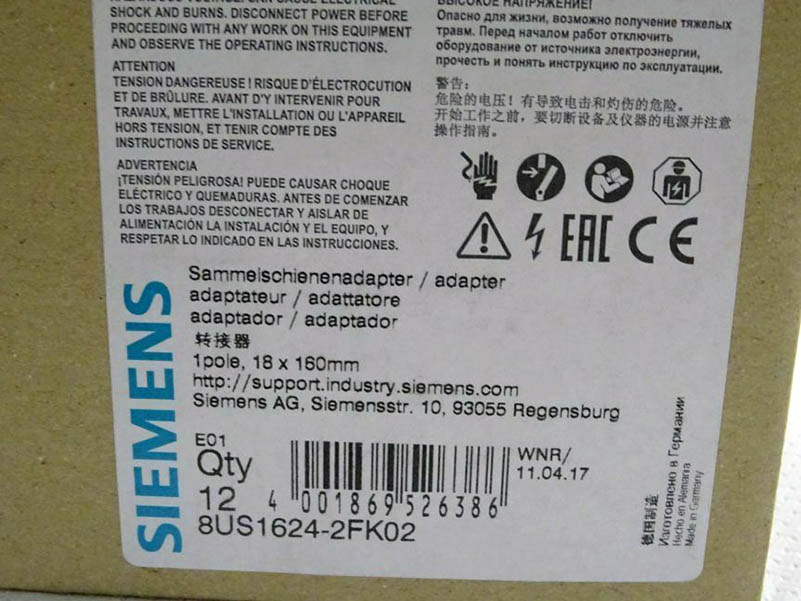 SHOCK AND BURNS. DISCONNECT POWER BEFORE
PROCEEDING WITH ANY WORK ON THIS EQUIPMENT
AND OBSERVE THE OPERATING INSTRUCTIONS.
ATTENTION
TENSION DANGEREUSE ! RISQUE D'ÉLECTROCUTION
ET DE BRÛLURE. AVANT D'Y INTERVENIR POUR
TRAVAUX, METTRE L'INSTALLATION OU L'APPAREIL
HORS TENSION, ET TENIR COMPTE DES
INSTRUCTIONS DE SERVICE.
ADVERTENCIA
¡TENSIÓN PELIGROSA! PUEDE CAUSAR CHOQUE
ELÉCTRICO Y QUEMADURAS. ANTES DE COMENZAR
LOS TRABAJOS DESCONECTAR Y AISLAR DE
ALIMENTACIÓN LA INSTALACIÓN Y EL EQUIPO, Y
RESPETAR LO INDICADO EN LAS INSTRUCCIONES.
ВЫСОКОЕ НАПРЯЖЕНИЕ!
Опасно для жизни, возможно получение тяжелых
травм. Перед началом работ отключить
оборудование от источника электроэнергии,
прочесть и понять инструкцию по эксплуатации.
警告：
危险的电压！有导致电击和灼伤的危险。
开始工作之前，要切断设备及仪器的电源并注意
操作指南。
EAC CE
SIEMENS
Sammelschienenadapter / adapter
adaptateur / adattatore
adaptador / adaptador
转接器
1pole, 18 x 160mm
http://support.industry.siemens.com
Siemens AG, Siemensstr. 10, 93055 Regensburg
E01
Qty
12
4 001869 526386
WNR/
11.04.17
8US1624-2FK02
德国制造
Изготовлено в Германии
Hecho en Alemania
Made in Germany